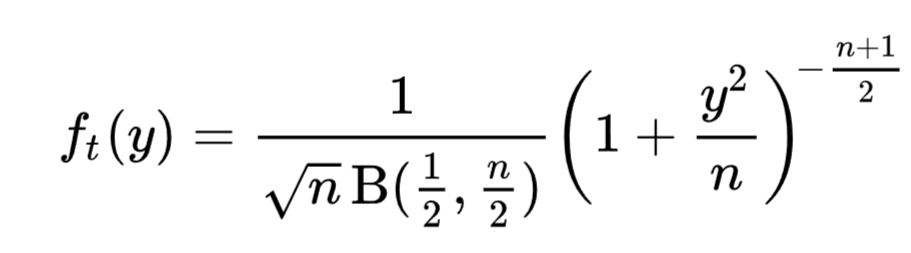 f_t(y) = \frac{1}{\sqrt{n} \, \mathrm{B}(\frac{1}{2}, \frac{n}{2})} \left(1 + \frac{y^2}{n}\right)^{-\frac{n+1}{2}}